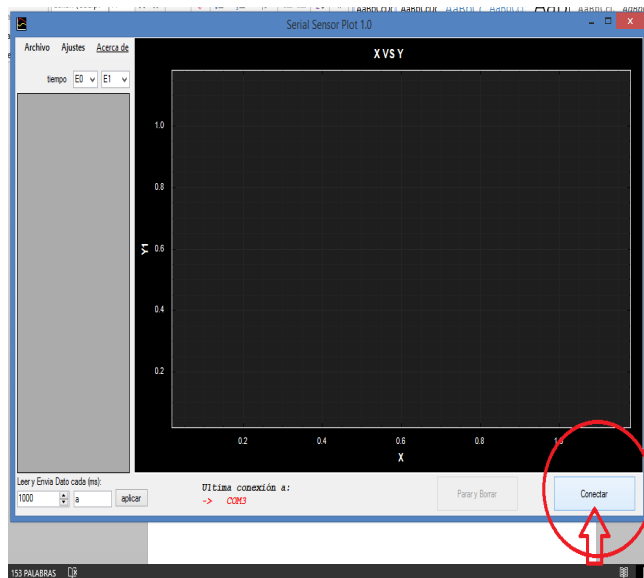 Serial Sensor Plot 1.0
Archivo Ajustes Acerca de
tiempo E0 E1
X VS Y
1.0
0.8
0.6
0.4
0.2
Y1
0.2 0.4 0.6 0.8 1.0
X
Leer y Envia Dato cada (ms):
1000 a aplicar
Ultima conexión a:
-> COM3
Parar y Borrar
Conectar
153 PALABRAS